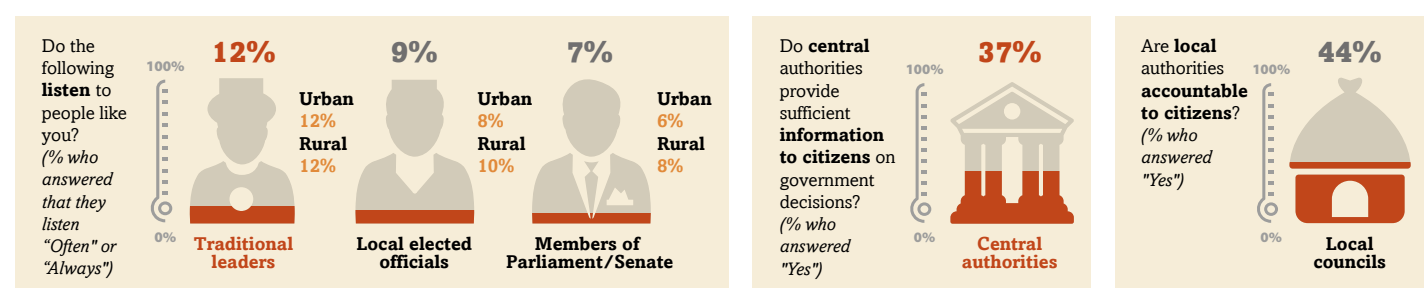 Do the
following
listen to
people like
you?
(% who
answered
that they
listen
“Often" or
“Always")
100%
0%
12%
Urban
12%
Rural
12%
Traditional
leaders
9%
Urban
8%
Rural
10%
Local elected
officials
7%
Urban
6%
Rural
8%
Members of
Parliament/Senate
Do central
authorities
provide
sufficient
information
to citizens on
government
decisions?
(% who
answered
"Yes")
100%
0%
37%
Central
authorities
Are local
authorities
accountable
to citizens?
(% who
answered
"Yes")
100%
0%
44%
Local
councils